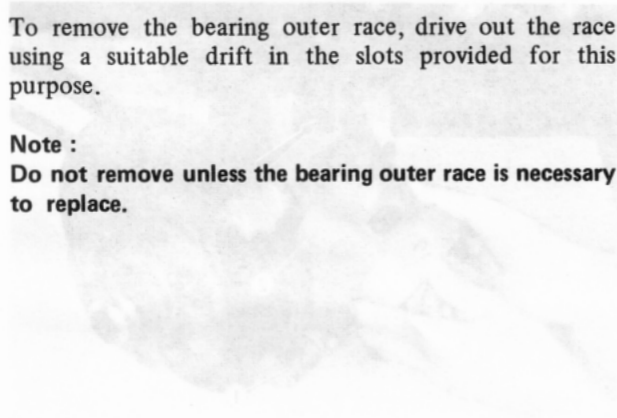 To remove the bearing outer race, drive out the race
using a suitable drift in the slots provided for this
purpose.
Note :
Do not remove unless the bearing outer race is necessary
to replace.